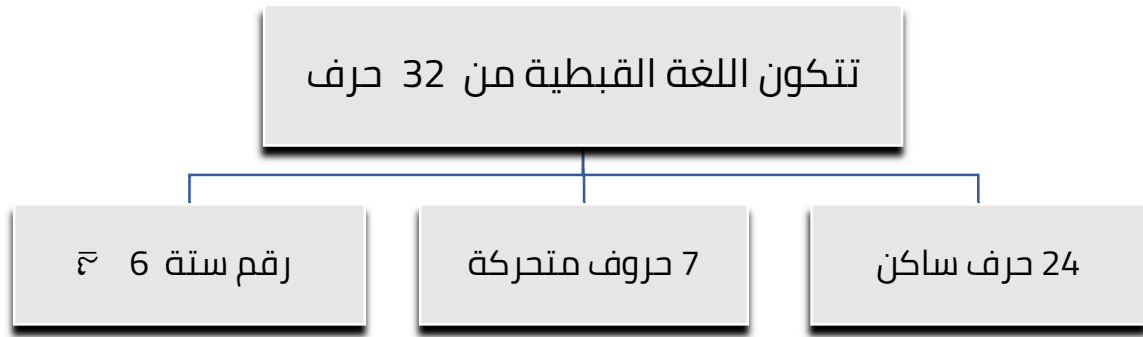 تتكون اللغة القبطية من 32 حرف
24 حرف ساكن
7 حروف متحركة
رقم ستة 6 ⲋ̅